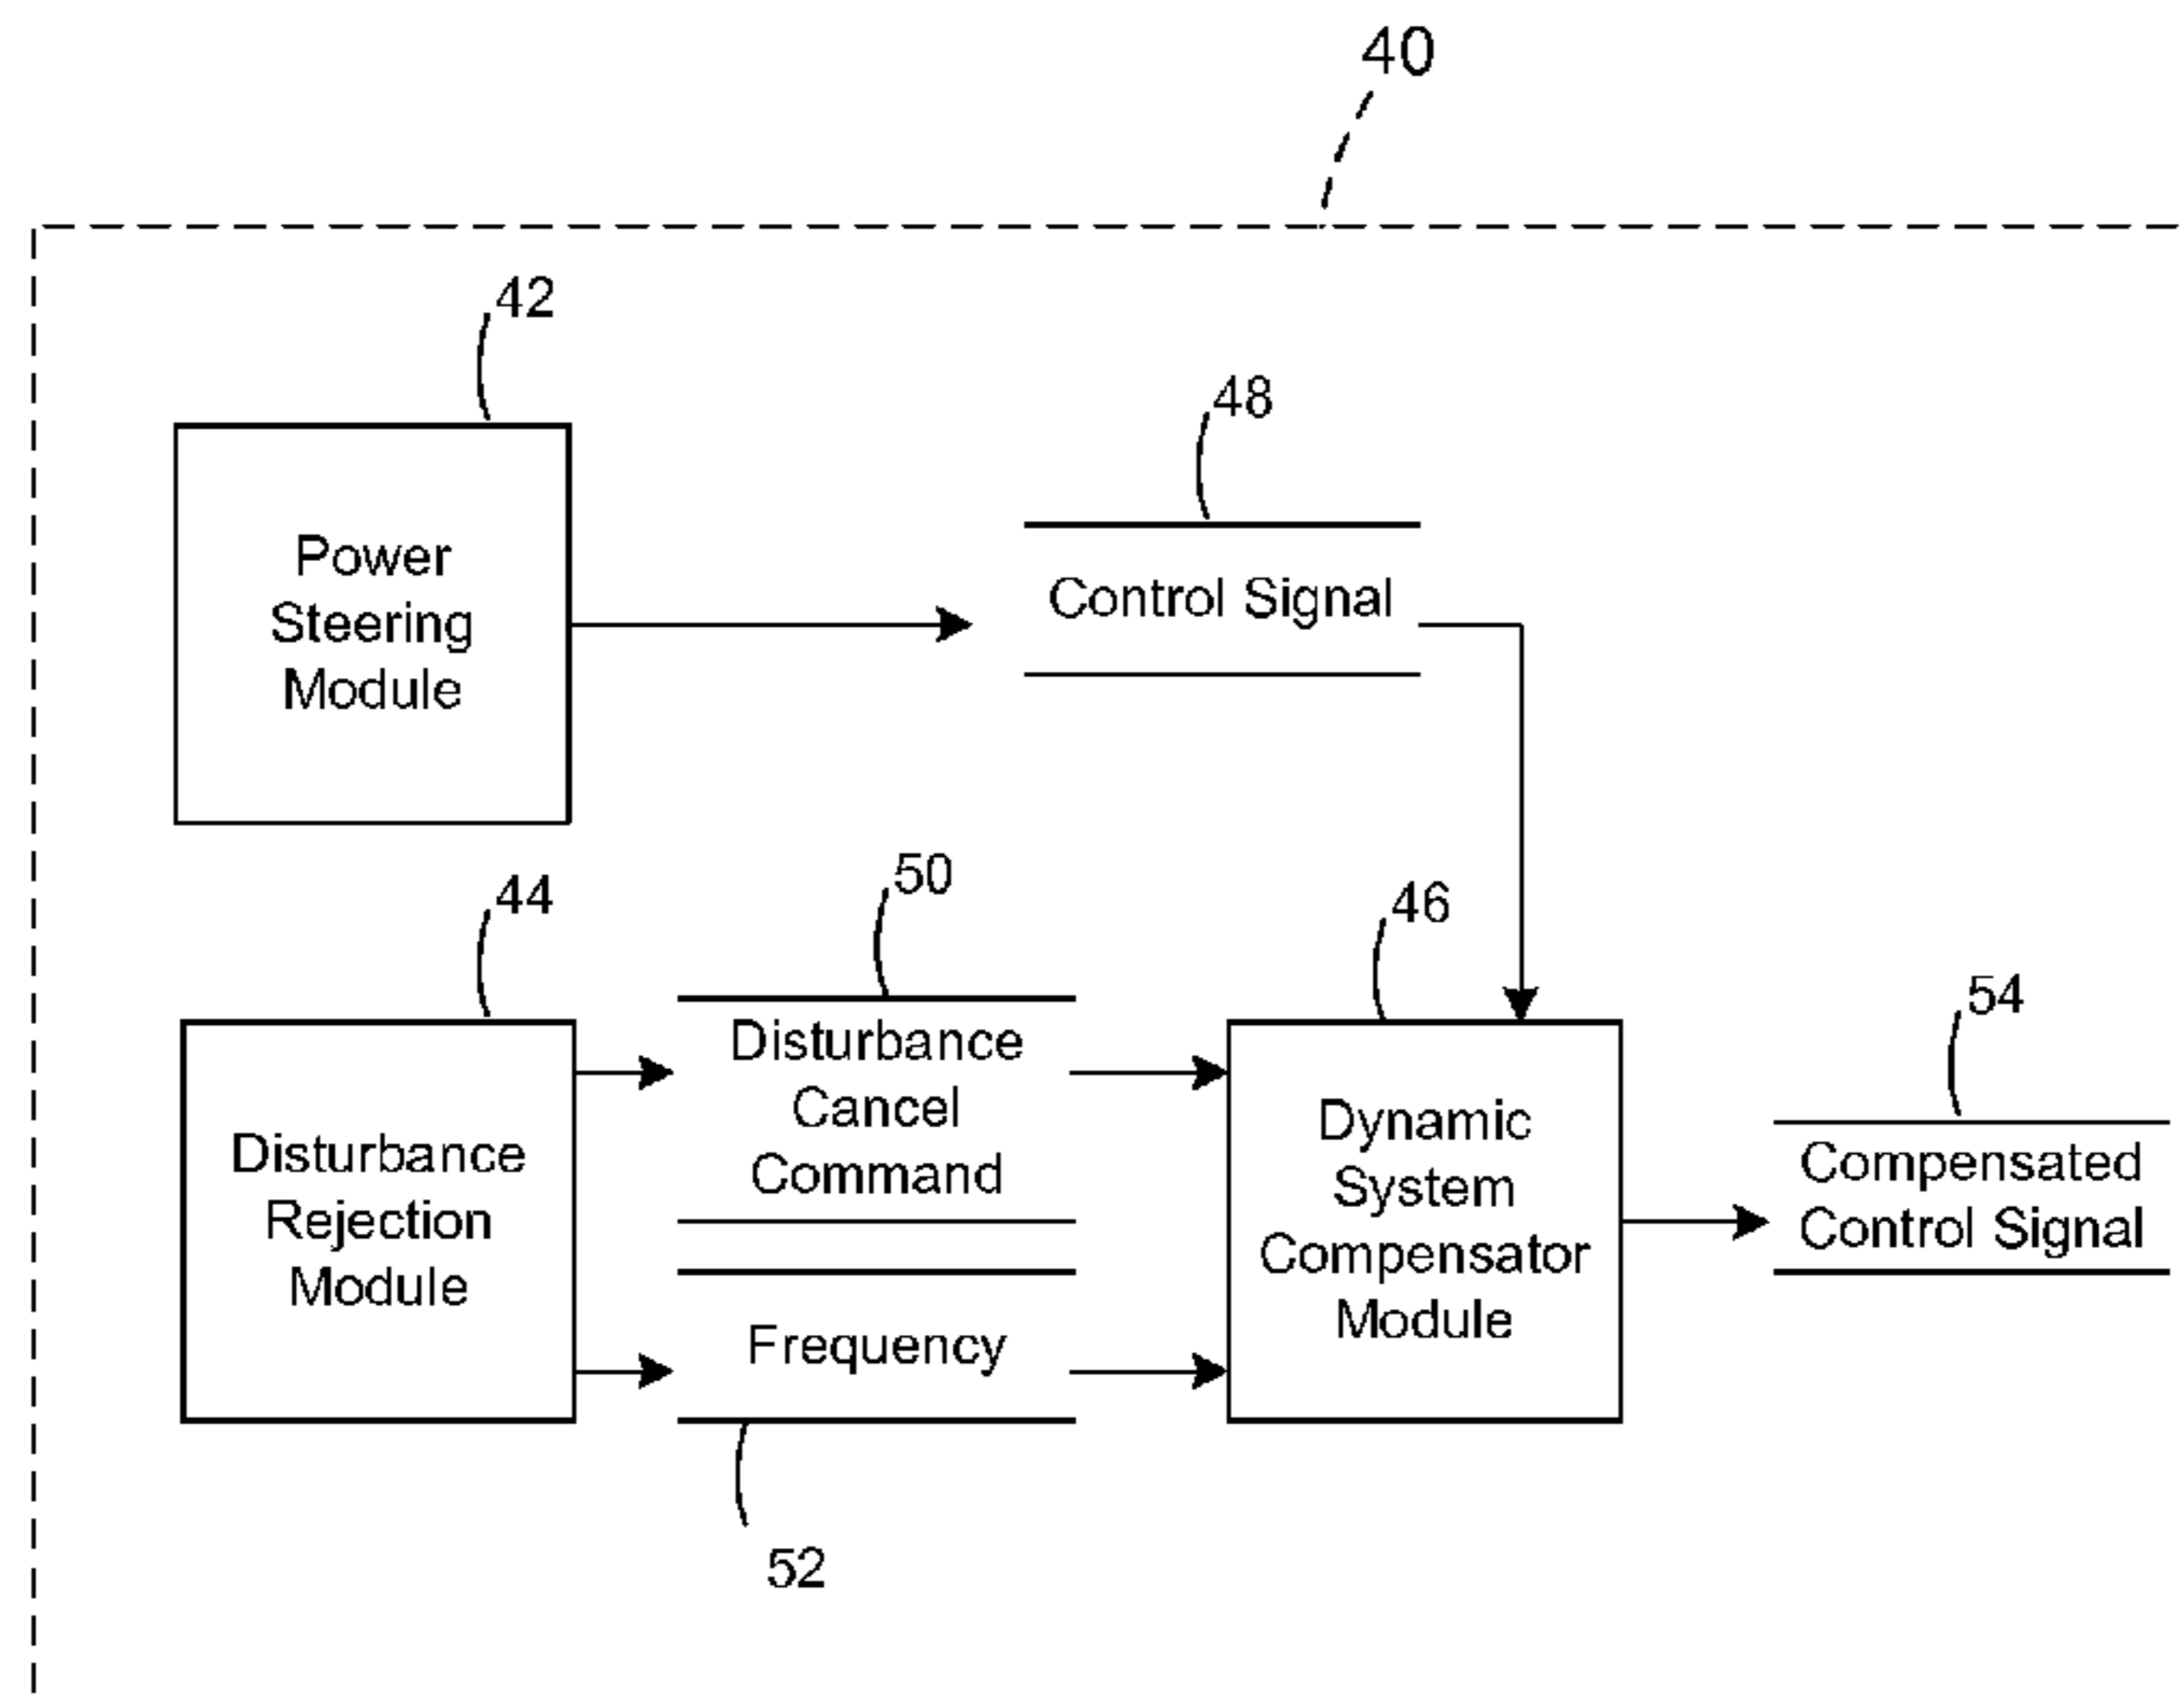 40
42
48
Power
Steering
Module
Control Signal
44
50
46
54
Disturbance
Rejection
Module
Disturbance
Cancel
Command
Frequency
52
Dynamic
System
Compensator
Module
Compensated
Control Signal